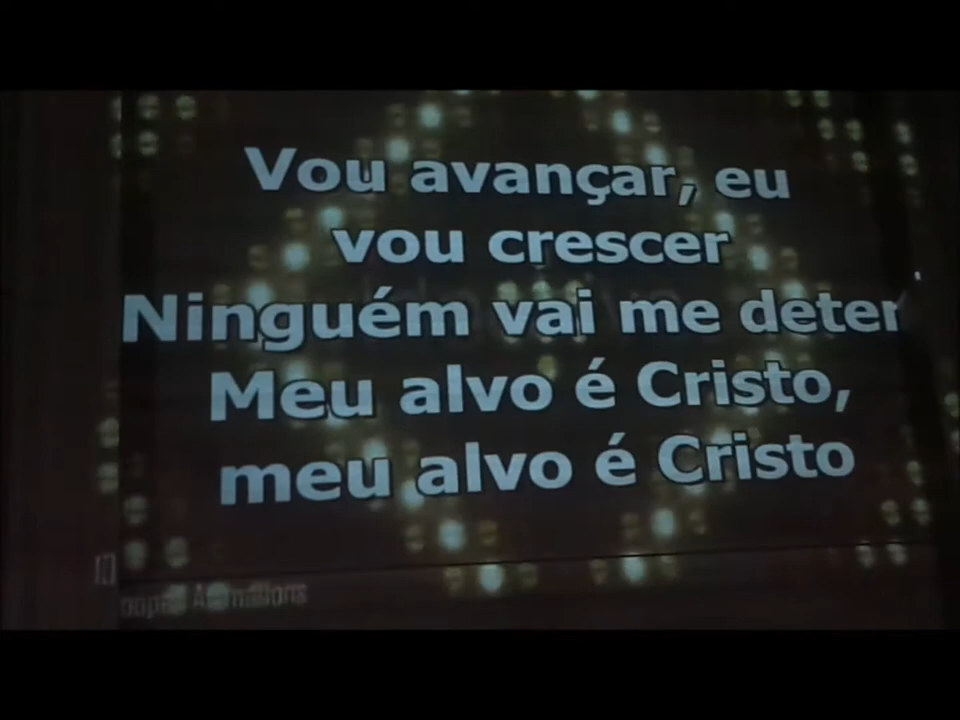 Vou avançar, eu
vou crescer
Ninguém vai me deter
Meu alvo é Cristo,
meu alvo é Cristo